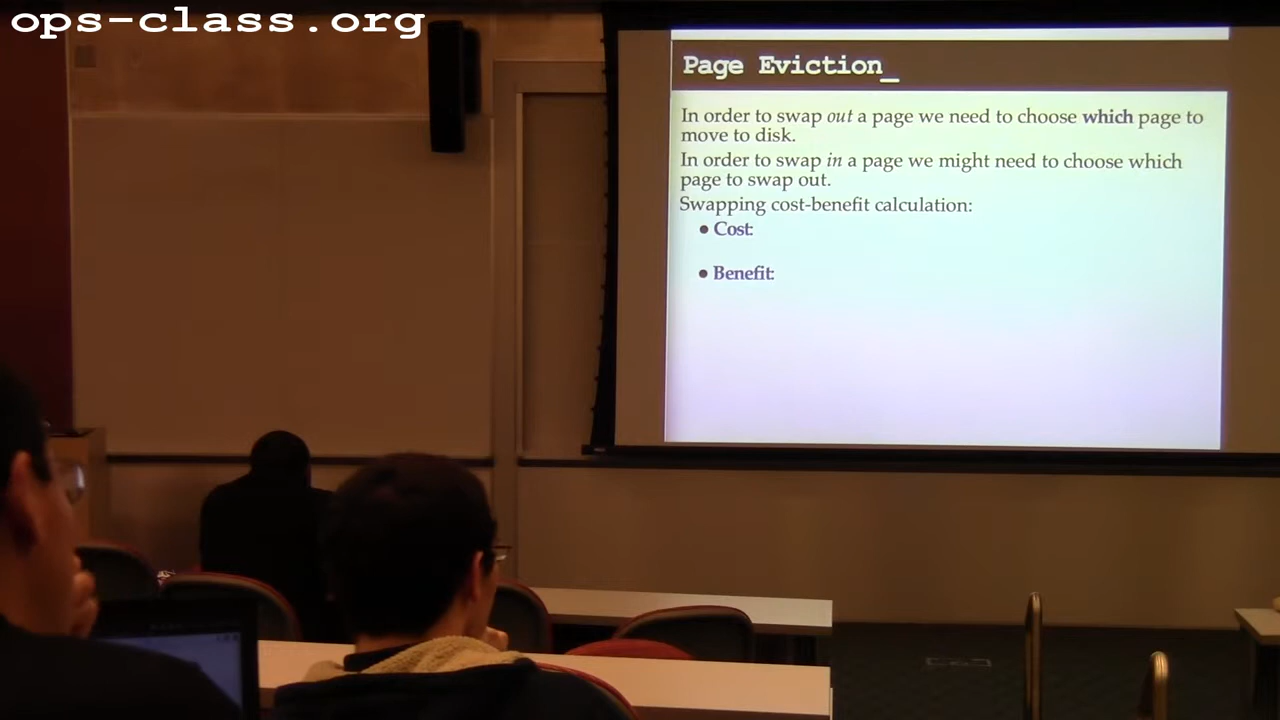 ops-class.org
Page Eviction_
In order to swap out a page we need to choose which page to
move to disk.
In order to swap in a page we might need to choose which
page to swap out.
Swapping cost-benefit calculation:
• Cost:
• Benefit: